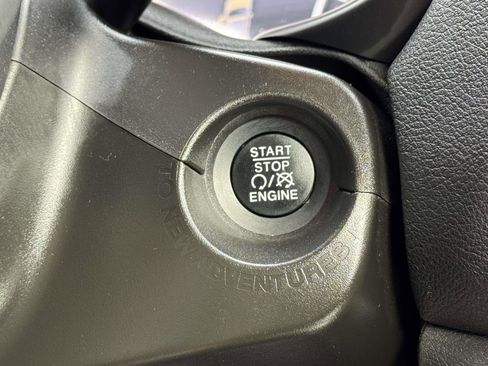 START
STOP
ENGINE
TO NEW ADVENTURES!